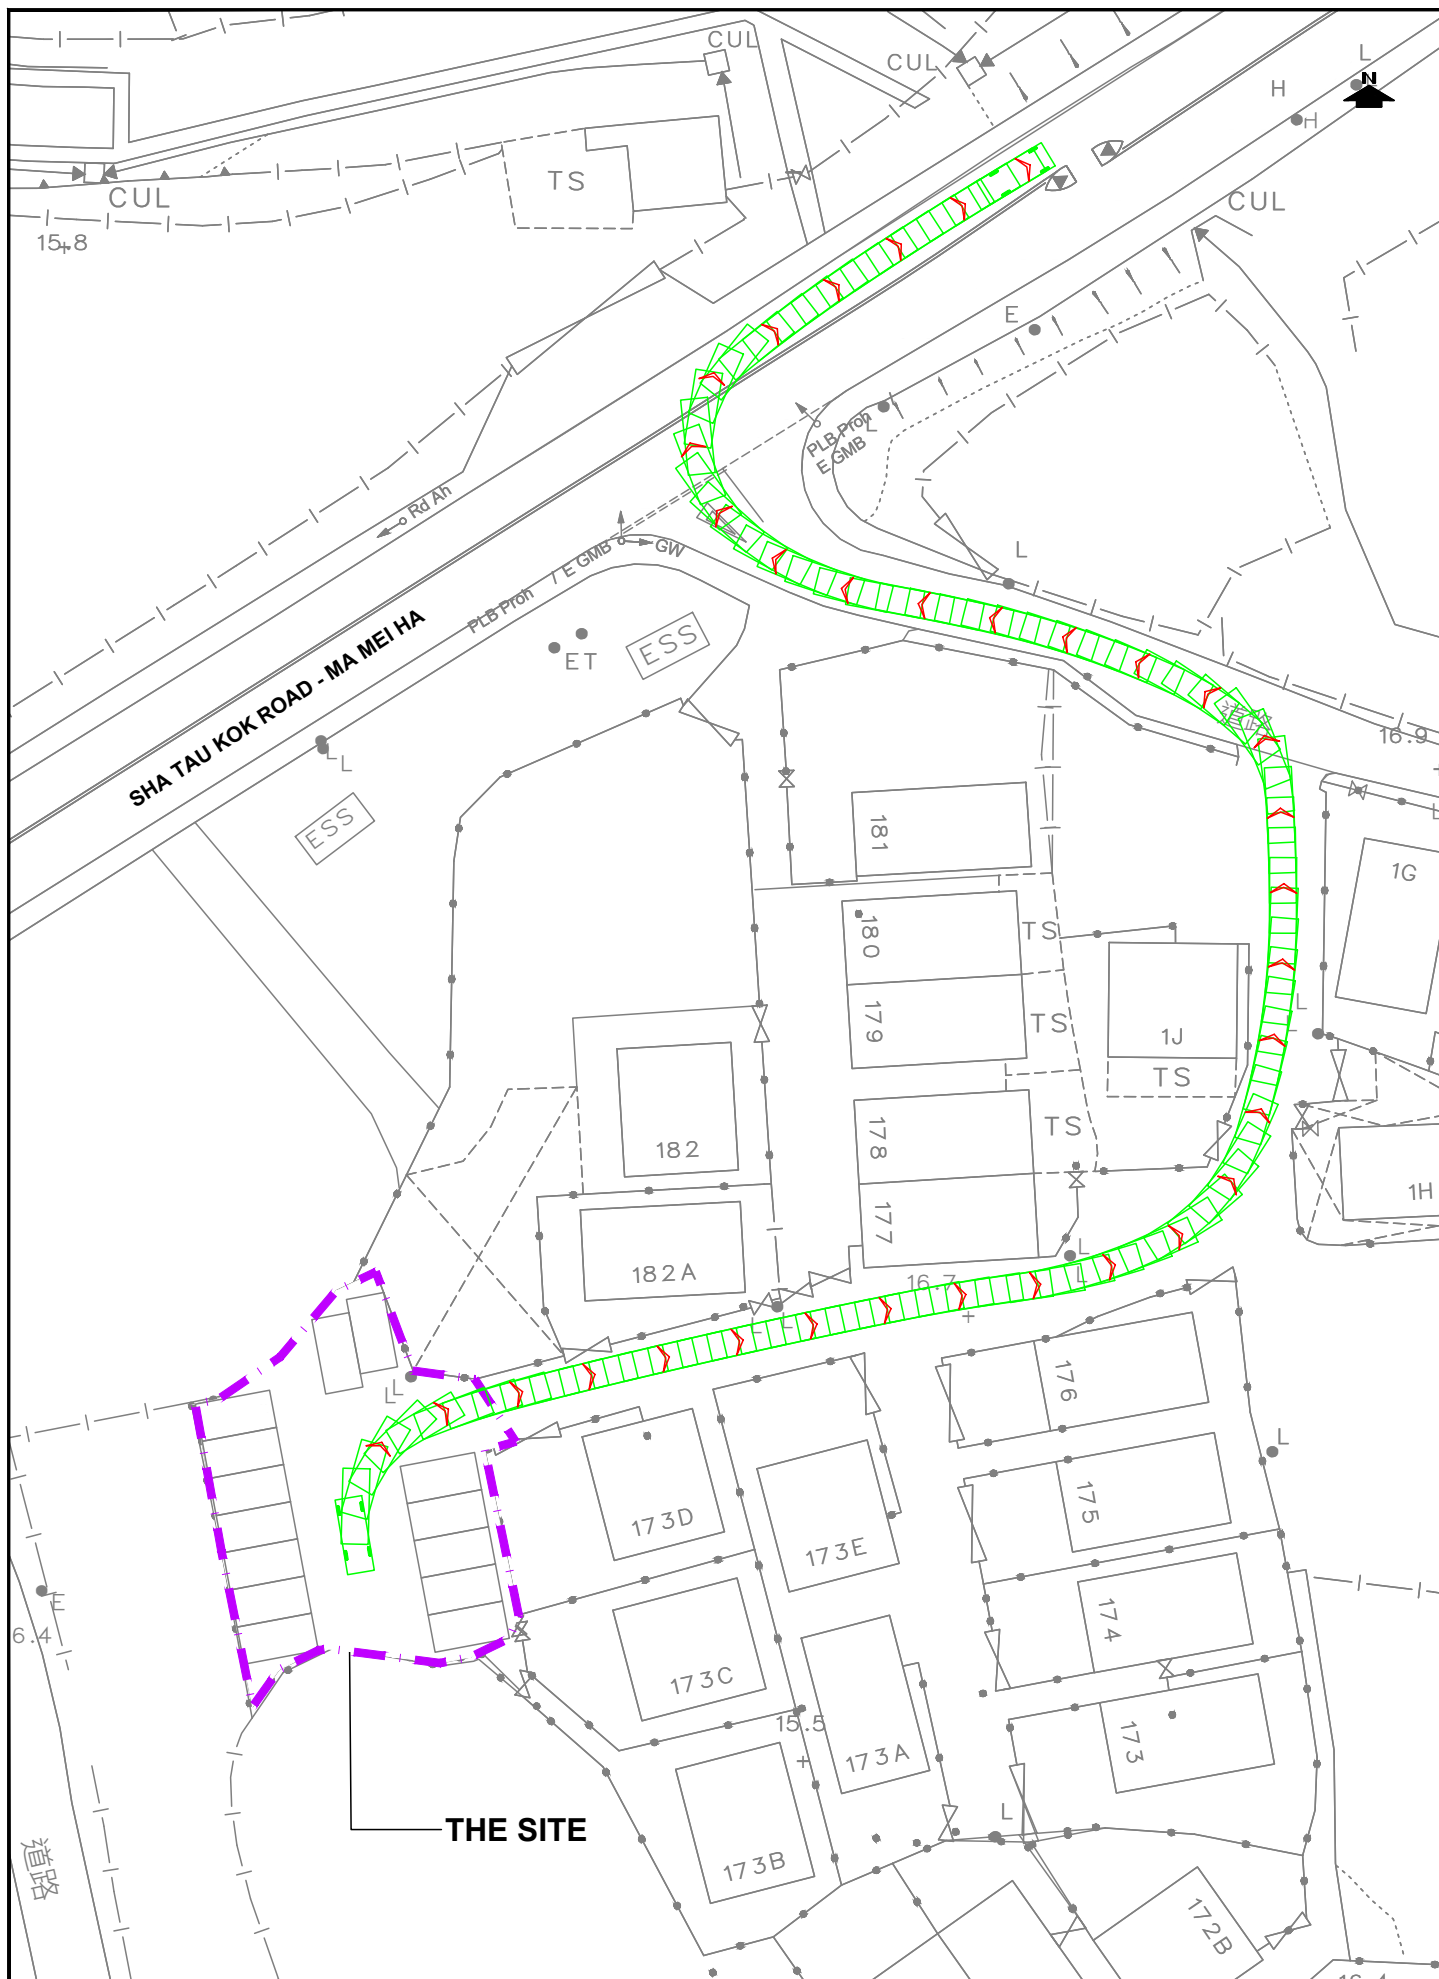 CUL
CUL
L
N
H
H
TS
CUL
CUL
15.8
E
L
PLB Proh
E GMB
Rd Ah
E GMB
GW
L
PLB Proh
SHA TAU KOK ROAD - MA MEI HA
ESS
ET
道路
16.9
L
L
ESS
181
1G
180
TS
179
TS
L
1J
TS
178
TS
182
1H
177
L
182A
16.7
L
L
L
L
L
176
L
175
173D
173E
E
174
6.4
173C
15.5
173
173A
THE SITE
L
道路
173B
172B